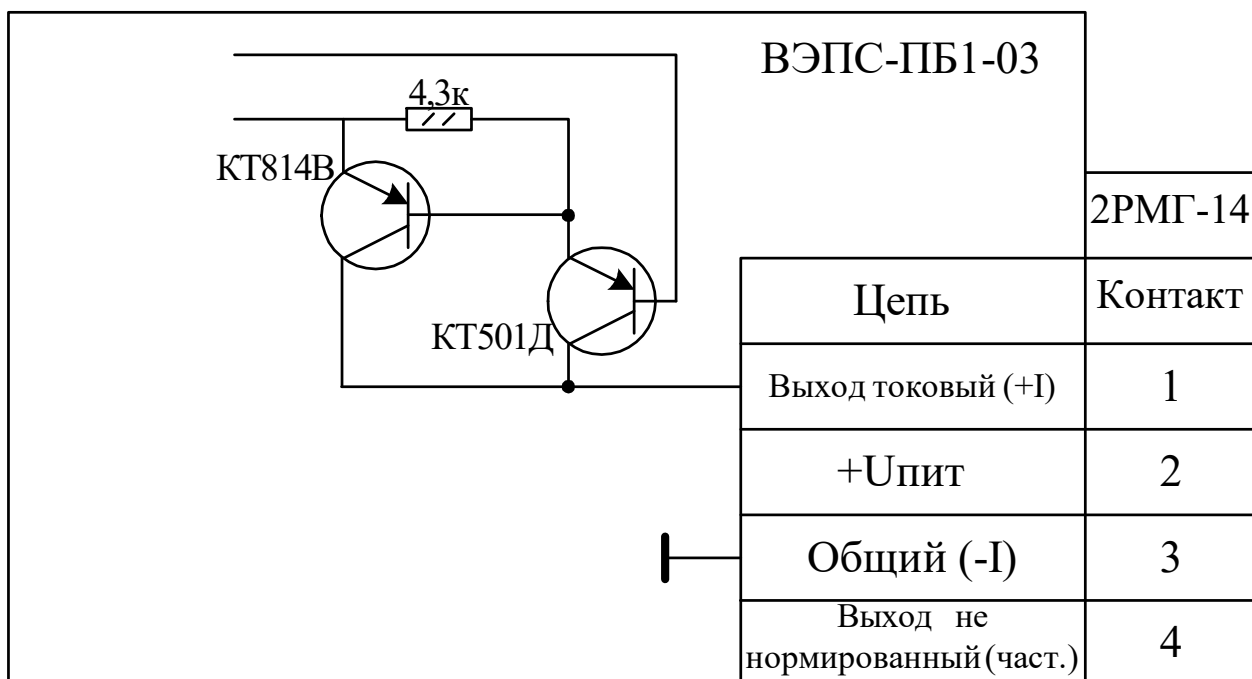 ВЭПС-ПБ1-03
4,3к
КТ814В
2РМГ-14
Цепь Контакт
КТ501Д
Выход токовый (+I) 1
+Uпит 2
Общий (-I) 3
Выход не
нормированный (част.) 4